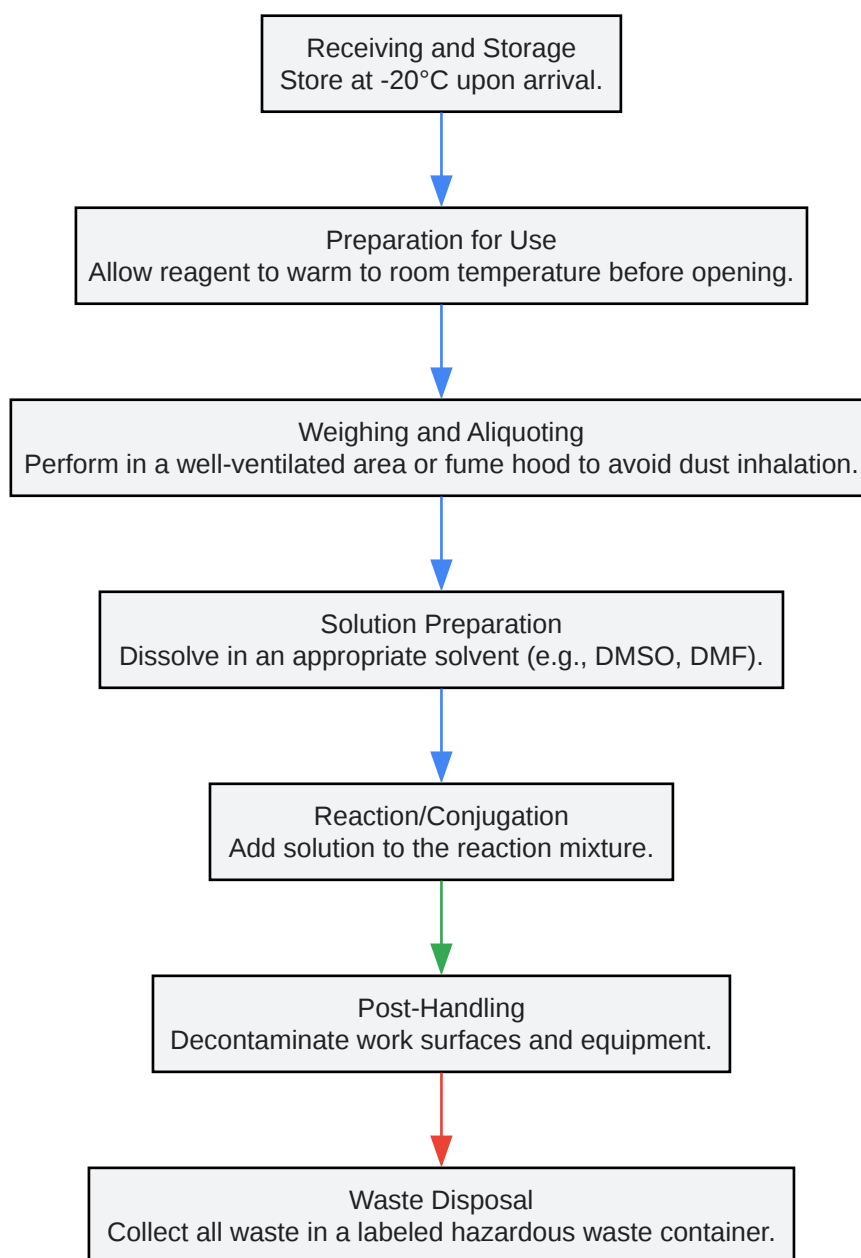 Receiving and Storage
Store at -20°C upon arrival.
Preparation for Use
Allow reagent to warm to room temperature before opening.
Weighing and Aliquoting
Perform in a well-ventilated area or fume hood to avoid dust inhalation.
Solution Preparation
Dissolve in an appropriate solvent (e.g., DMSO, DMF).
Reaction/Conjugation
Add solution to the reaction mixture.
Post-Handling
Decontaminate work surfaces and equipment.
Waste Disposal
Collect all waste in a labeled hazardous waste container.